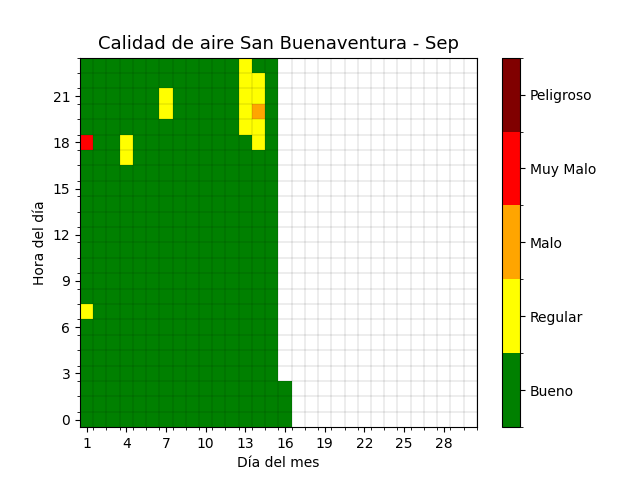 Calidad de aire San Buenaventura - Sep
Hora del día
21
18
15
12
9
6
3
0
1 4 7 10 13 16 19 22 25 28
Día del mes
Peligroso
Muy Malo
Malo
Regular
Bueno